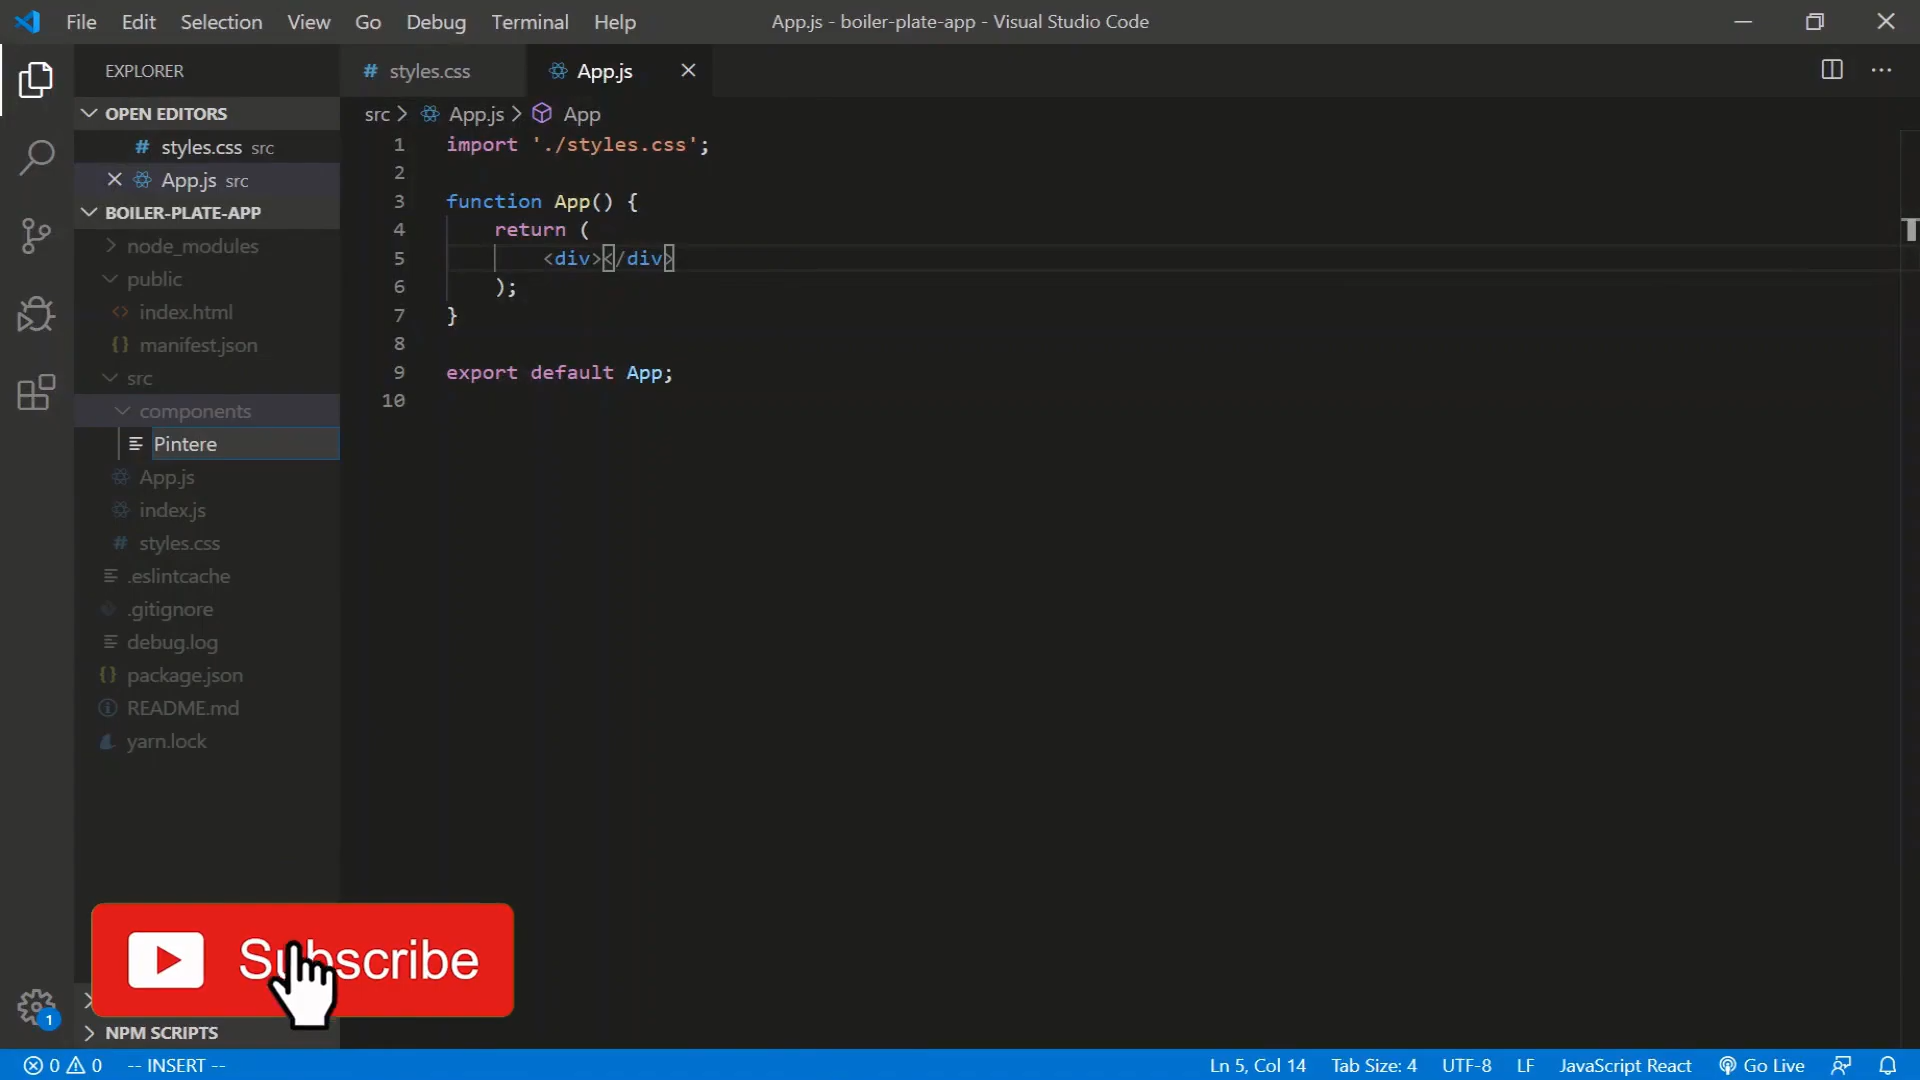 File Edit Selection View Go Debug Terminal Help
App.js - boiler-plate-app - Visual Studio Code
EXPLORER
OPEN EDITORS
# styles.css src
App.js src
BOILER-PLATE-APP
node_modules
public
<> index.html
{} manifest.json
src
components
Pintere
App.js
index.js
# styles.css
.eslintcache
.gitignore
debug.log
{} package.json
README.md
yarn.lock
NPM SCRIPTS
# styles.css
App.js
src > App.js > App
1 import './styles.css';
2
3 function App() {
4 return (
5 <div></div>
6 );
7 }
8
9 export default App;
10
Subscribe
1
0 0 -- INSERT --
Ln 5, Col 14 Tab Size: 4 UTF-8 LF JavaScript React Go Live